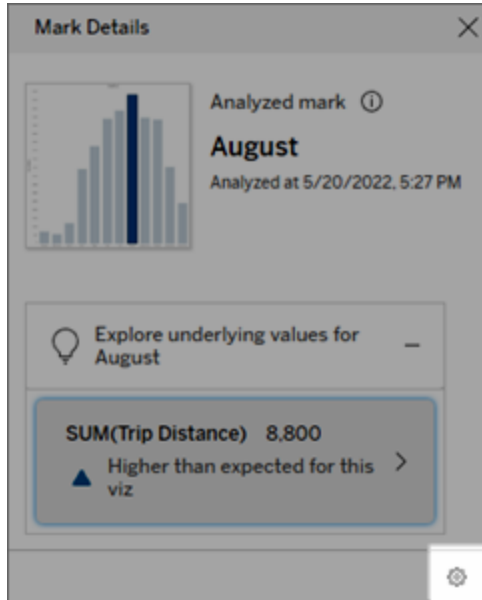 Mark Details
Analyzed mark
August
Analyzed at 5/20/2022, 5:27 PM
Explore underlying values for
August
SUM(Trip Distance) 8,800
Higher than expected for this
viz